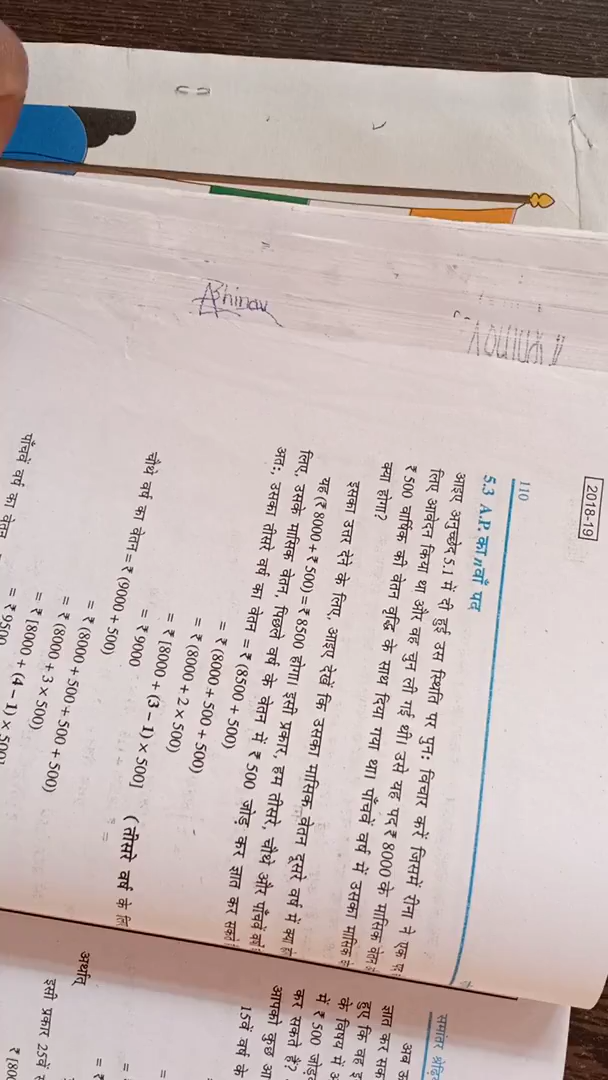 2018-19
110
5.3 A.P. का n वाँ पद
आइए अनुच्छेद 5.1 में दी हुई उस स्थिति पर पुन: विचार करें जिसमें रीना ने एक
लिए आवेदन किया था और वह चुन ली गई थी। उसे यह पद ₹ 8000 के मासिक वेतन
₹ 500 वार्षिक की वेतन वृद्धि के साथ दिया गया था। पाँचवें वर्ष में उसका मासिक
क्या होगा?
इसका उत्तर देने के लिए, आइए देखें कि उसका मासिक वेतन दूसरे वर्ष में क्या
यह (₹ 8000 + ₹ 500) = ₹ 8500 होगा। इसी प्रकार, हम तीसरे, चौथे और पाँचवें
लिए, उसके मासिक वेतन, पिछले वर्ष के वेतन में ₹ 500 जोड़ कर ज्ञात कर सकते
अत:, उसका तीसरे वर्ष का वेतन = ₹ (8500 + 500)
= ₹ (8000 + 500 + 500)
= ₹ (8000 + 2 × 500)
= ₹ [8000 + (3 – 1) × 500] (तीसरे वर्ष के
= ₹ 9000
चौथे वर्ष का वेतन = ₹ (9000 + 500)
= ₹ (8000 + 500 + 500 + 500)
= ₹ (8000 + 3 × 500)
= ₹ [8000 + (4 – 1) × 500]
= ₹ 9500
पाँचवें वर्ष का वेतन
Abhinav
समांतर
अब
ज्ञात कर
हुए कि वह
के विषय में
में ₹ 500
कर सकते हैं?
आपको कुछ
15वें वर्ष के
अर्थात्
इसी प्रकार 25वें